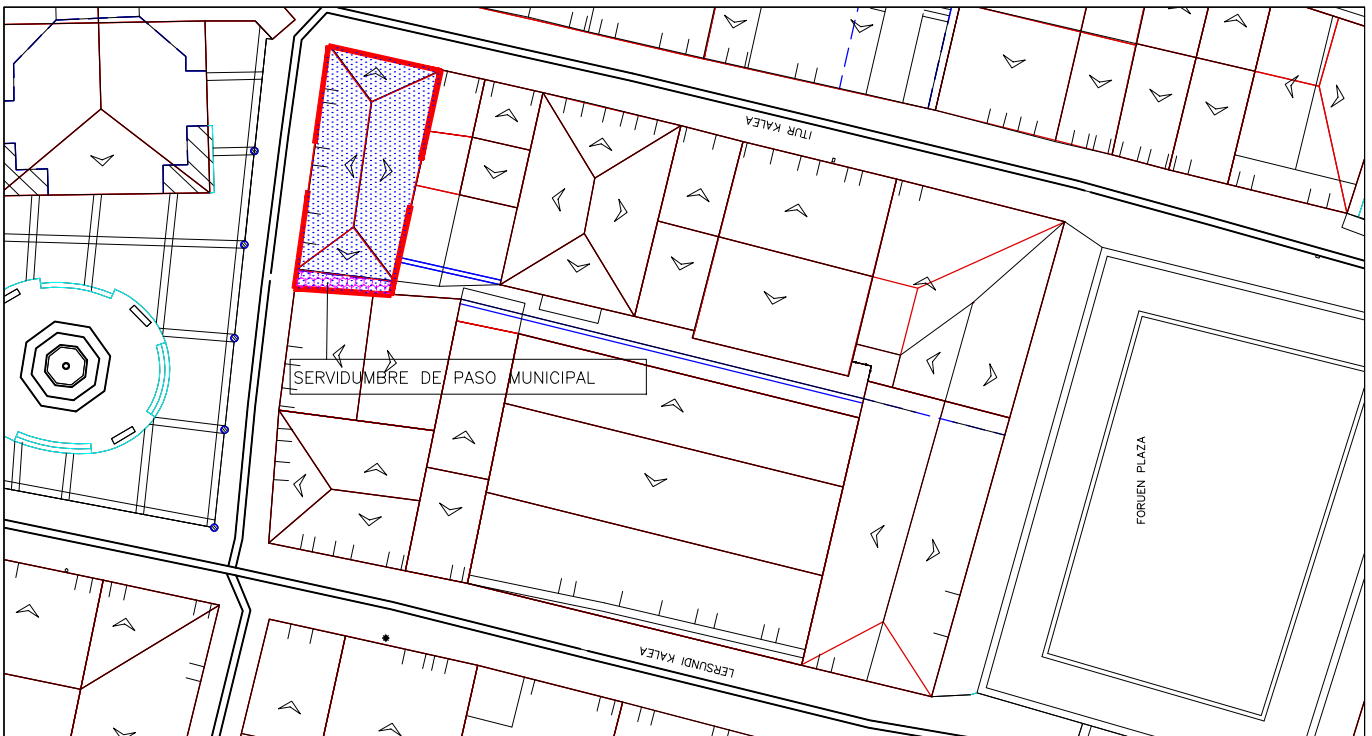 ITUR KALEA
SERVIDUMBRE DE PASO MUNICIPAL
FORUEN PLAZA
LERSUNDI KALEA